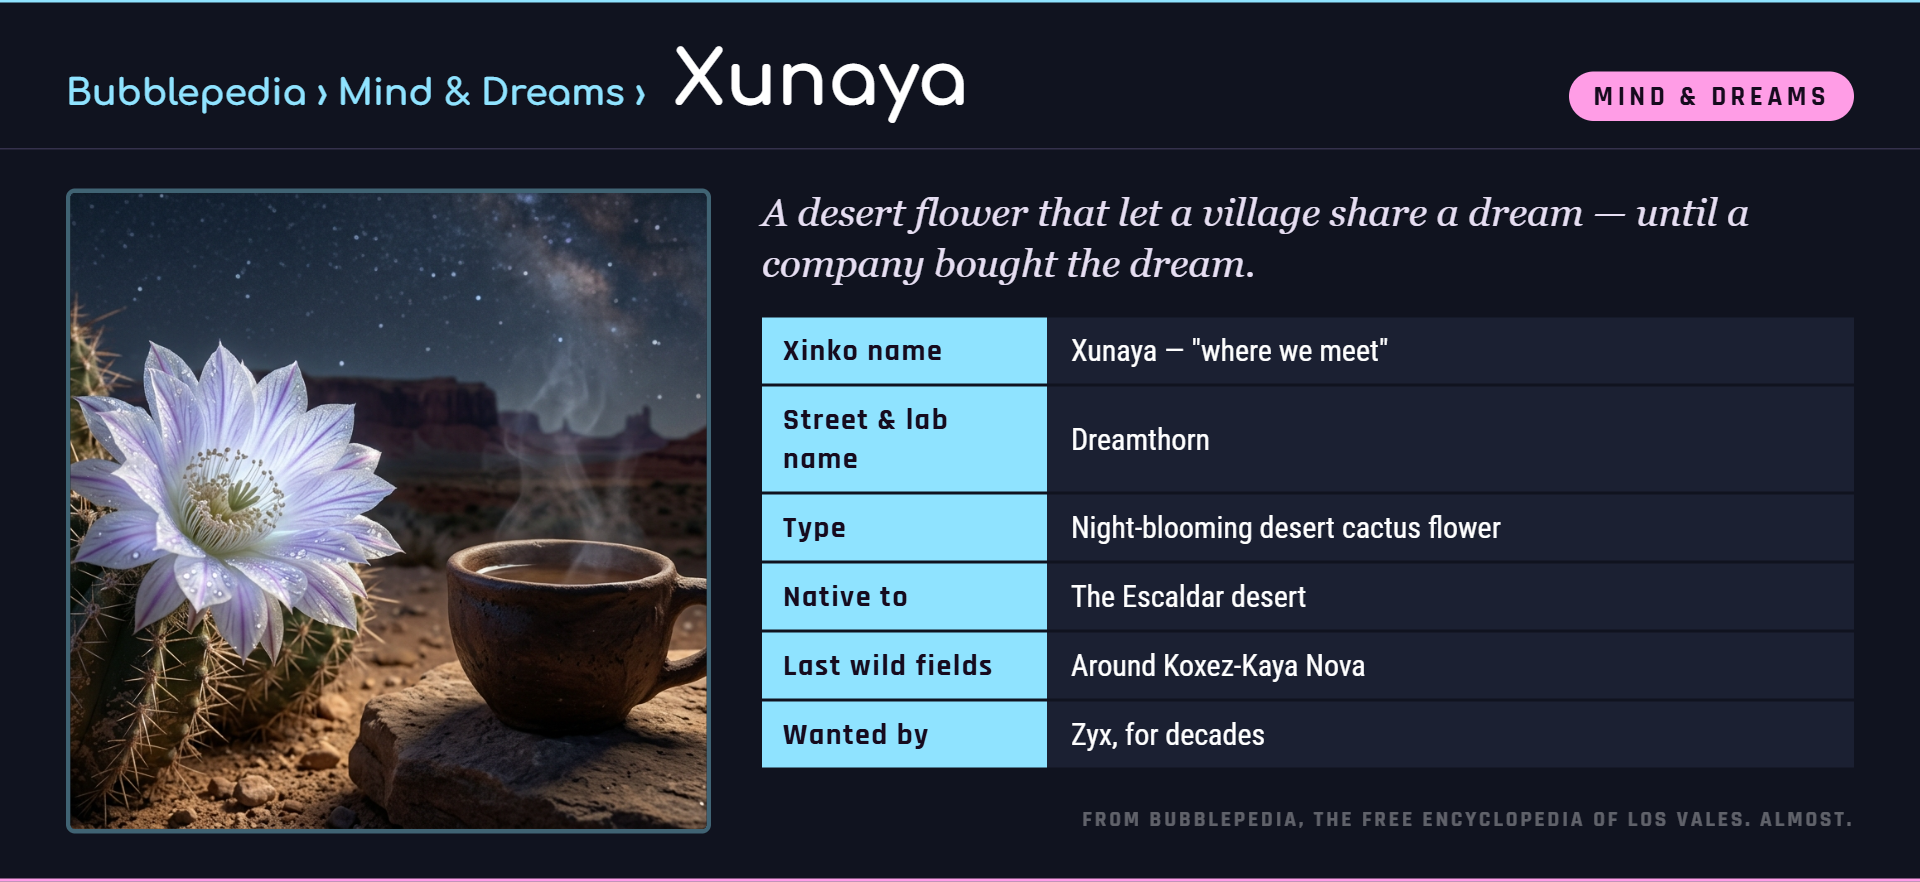 Bubblepedia › Mind & Dreams › Xunaya
MIND & DREAMS
A desert flower that let a village share a dream — until a
company bought the dream.
Xinko name
Xunaya — "where we meet"
Street & lab
name
Dreamthorn
Type
Night-blooming desert cactus flower
Native to
The Escaldar desert
Last wild fields
Around Koxez-Kaya Nova
Wanted by
Zyx, for decades
FROM BUBBLEPEDIA, THE FREE ENCYCLOPEDIA OF LOS VALES. ALMOST.